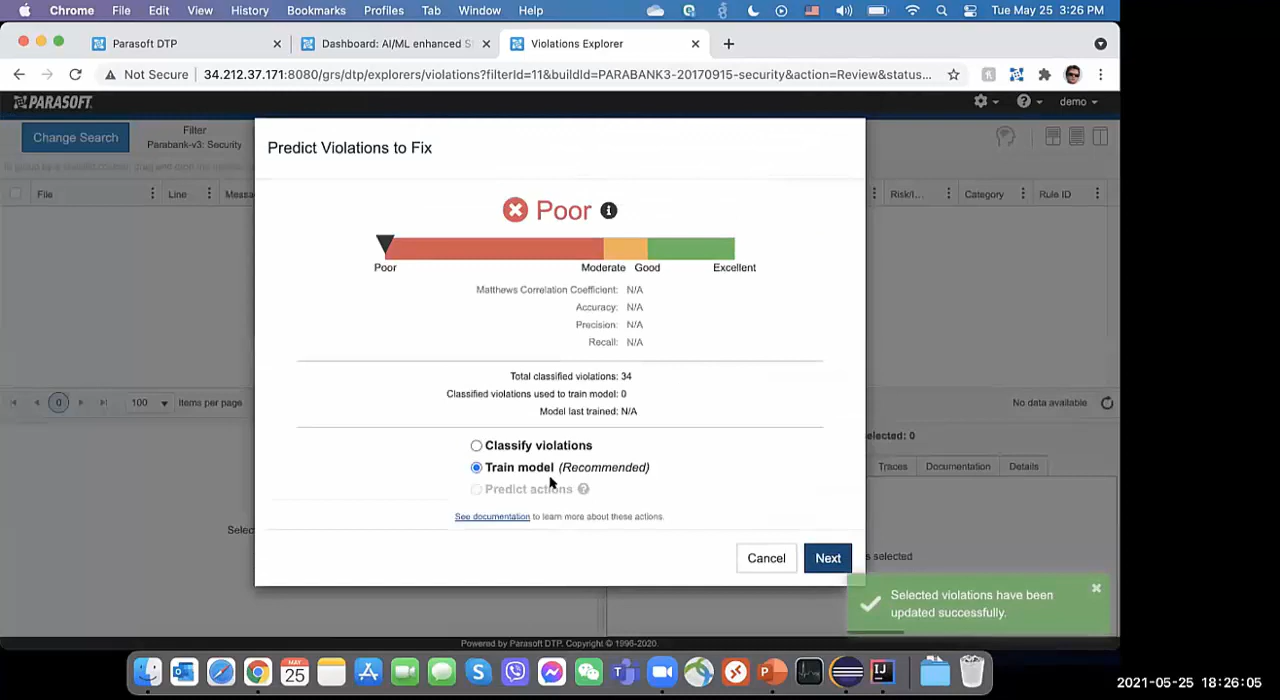 Chrome File Edit View History Bookmarks Profiles Tab Window Help Tue May 25 3:26 PM
Parasoft DTP
Violations Explorer
Not Secure 34.212.37.171:8080/grs/dtp/explorers/violations?filterId=11&buildId=PARABANK3-20170915-security&action=Review&status...
PARASOFT
demo
Change Search
Filter
Parabank-v3: Security
File Line Messa Risk/I... Category Rule ID
Predict Violations to Fix
Poor
Poor Moderate Good Excellent
Matthews Correlation Coefficient: N/A
Accuracy: N/A
Precision: N/A
Recall: N/A
Total classified violations: 34
Classified violations used to train model: 0
Model last trained: N/A
0 100 items per page No data available
elected: 0
Classify violations
Train model (Recommended)
Predict actions
Traces Documentation Details
See documentation to learn more about these actions.
Selec
s selected
Cancel Next
Selected violations have been
updated successfully.
Powered by Parasoft DTP. Copyright © 1996-2020.
MAY
25
2021-05-25 18:26:05